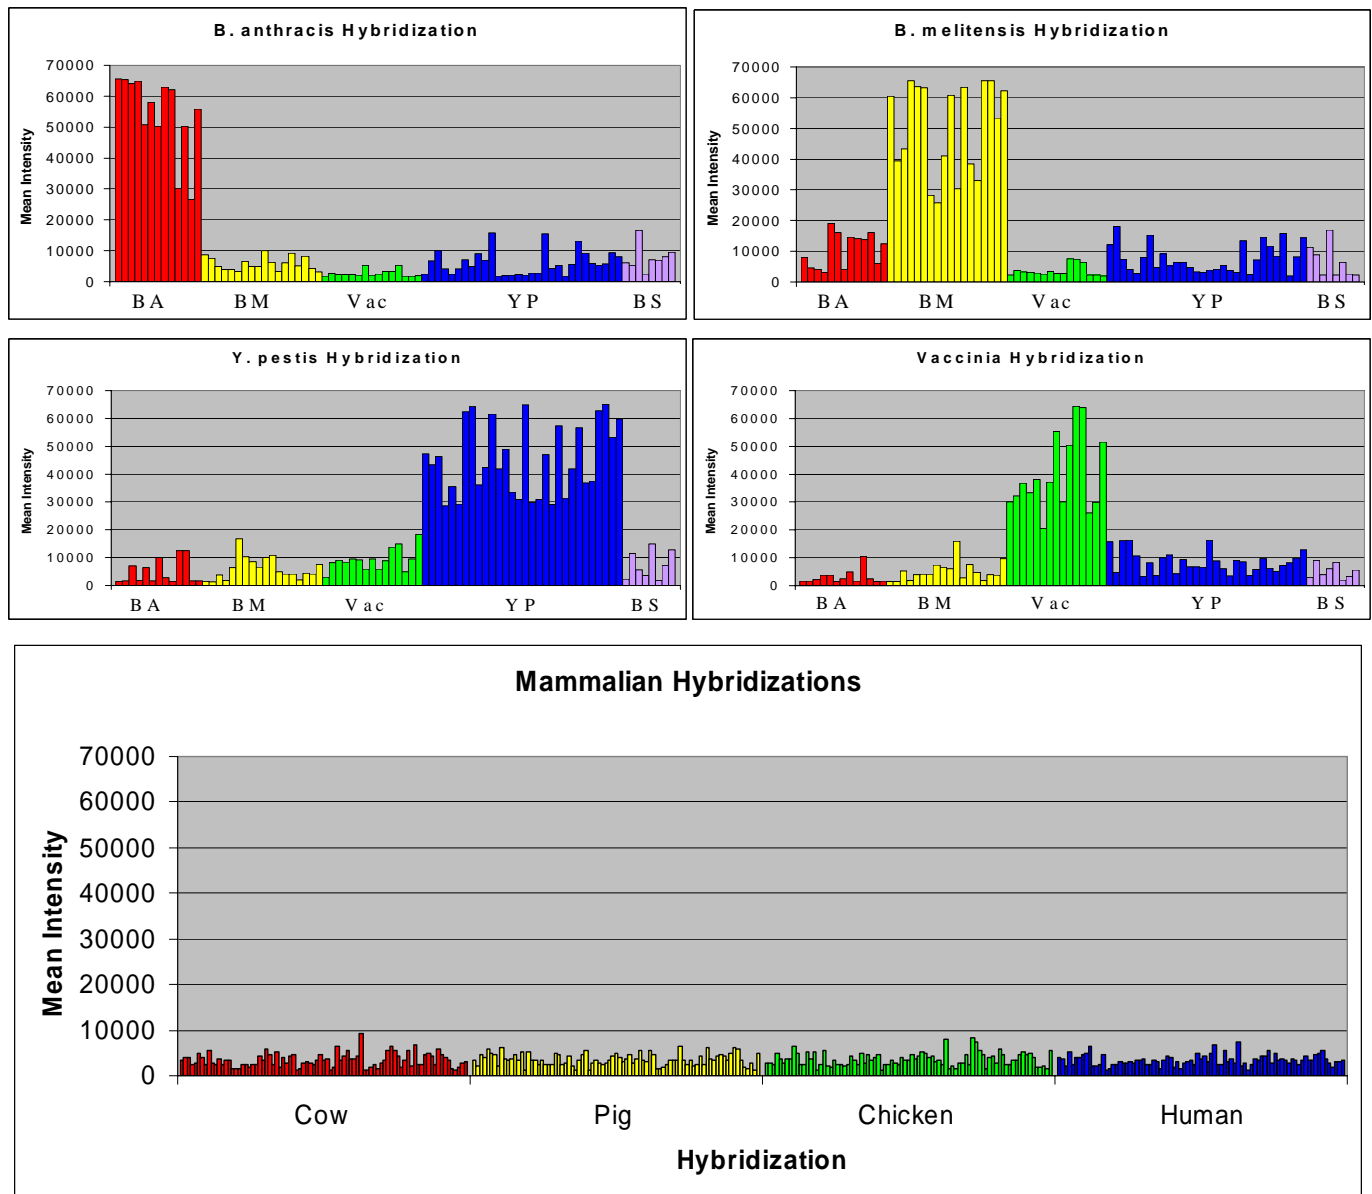 B. anthracis Hybridization
Mean Intensity
70000
60000
50000
40000
30000
20000
10000
0
BA BM Vac YP BS
B. melitensis Hybridization
Mean Intensity
70000
60000
50000
40000
30000
20000
10000
0
BA BM Vac YP BS
Y. pestis Hybridization
Mean Intensity
70000
60000
50000
40000
30000
20000
10000
0
BA BM Vac YP BS
Vaccinia Hybridization
Mean Intensity
70000
60000
50000
40000
30000
20000
10000
0
BA BM Vac YP BS
Mammalian Hybridizations
Mean Intensity
70000
60000
50000
40000
30000
20000
10000
0
Cow Pig Chicken Human
Hybridization